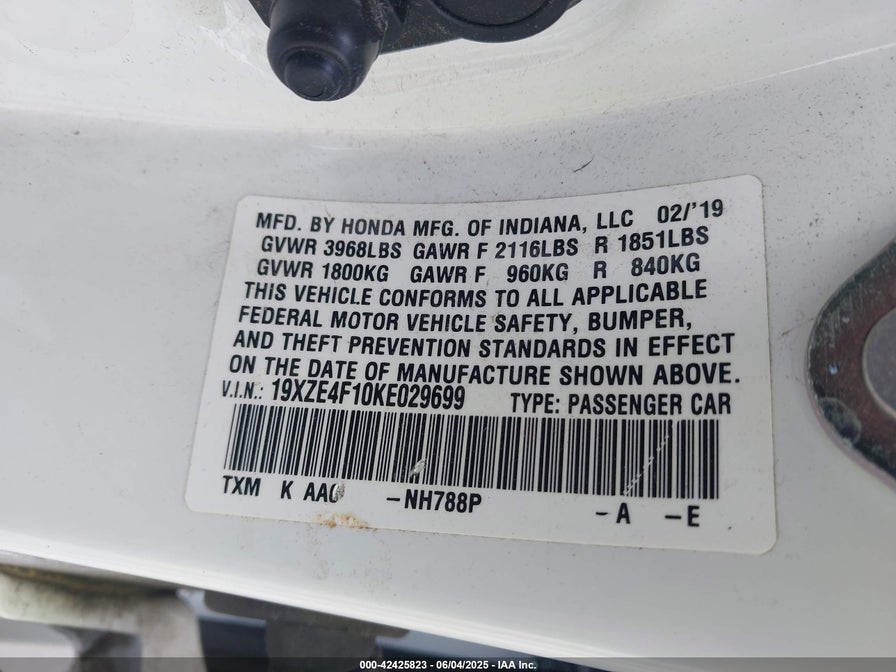 MFD. BY HONDA MFG. OF INDIANA, LLC 02/'19
GVWR 3968LBS GAWR F 2116LBS R 1851LBS
GVWR 1800KG GAWR F 960KG R 840KG
THIS VEHICLE CONFORMS TO ALL APPLICABLE
FEDERAL MOTOR VEHICLE SAFETY, BUMPER,
AND THEFT PREVENTION STANDARDS IN EFFECT
ON THE DATE OF MANUFACTURE SHOWN ABOVE.
V.I.N.: 19XZE4F10KE029699 TYPE: PASSENGER CAR
TXM K AA0 -NH788P -A -E
000-42425823 - 06/04/2025 - IAA Inc.